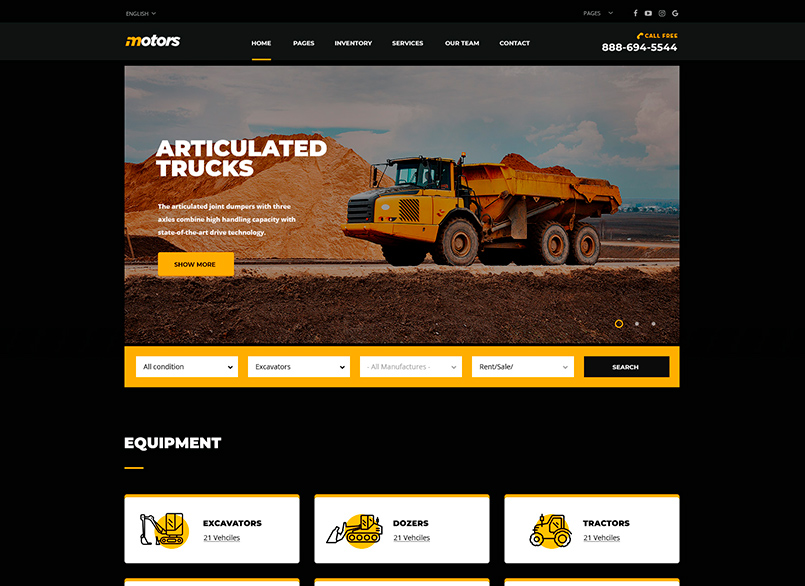 ENGLISH
PAGES
motors
HOME
PAGES
INVENTORY
SERVICES
OUR TEAM
CONTACT
CALL FREE
888-694-5544
ARTICULATED
TRUCKS
The articulated joint dumpers with three
axles combine high handling capacity with
state-of-the-art drive technology.
SHOW MORE
All condition
Excavators
- All Manufactures -
Rent/Sale/
SEARCH
EQUIPMENT
EXCAVATORS
21 Vehciles
DOZERS
21 Vehciles
TRACTORS
21 Vehciles